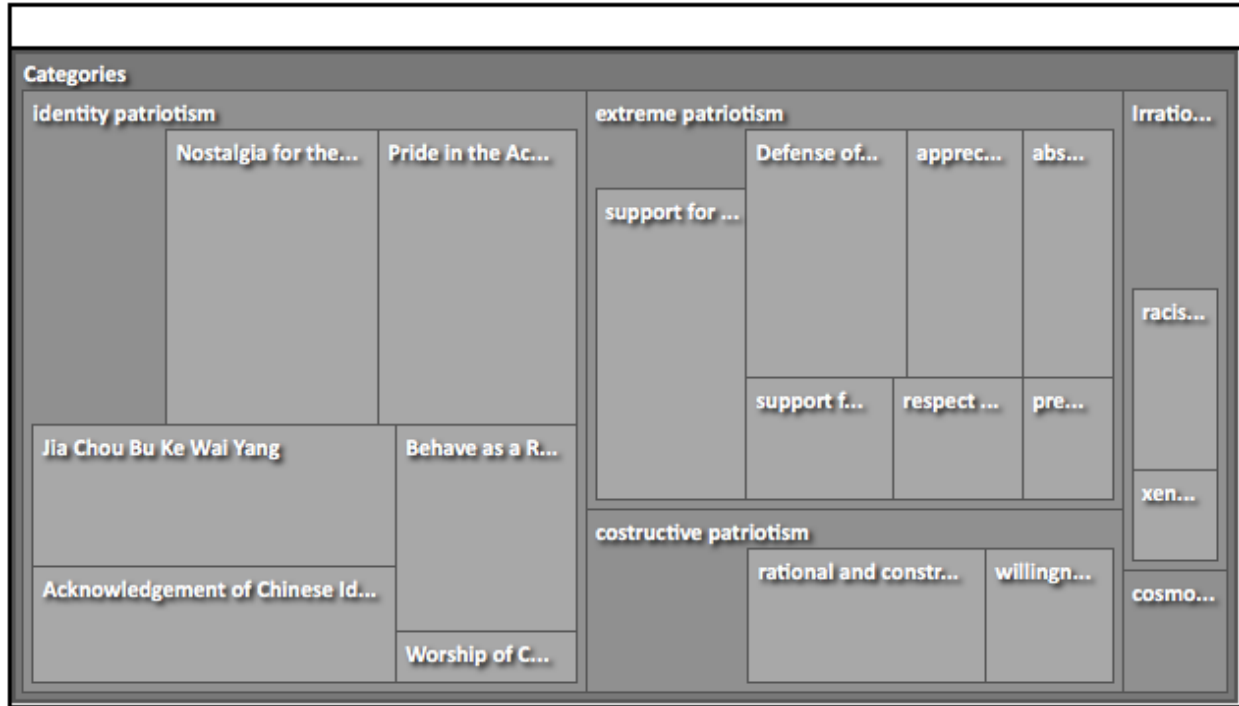 Categories
identity patriotism
Nostalgia for the...
Pride in the Ac...
Jia Chou Bu Ke Wai Yang
Behave as a R...
Acknowledgement of Chinese Id...
Worship of C...
extreme patriotism
support for ...
Defense of...
apprec...
abs...
support f...
respect ...
pre...
costructive patriotism
rational and constr...
willingn...
Irratio...
racis...
xen...
cosmo...